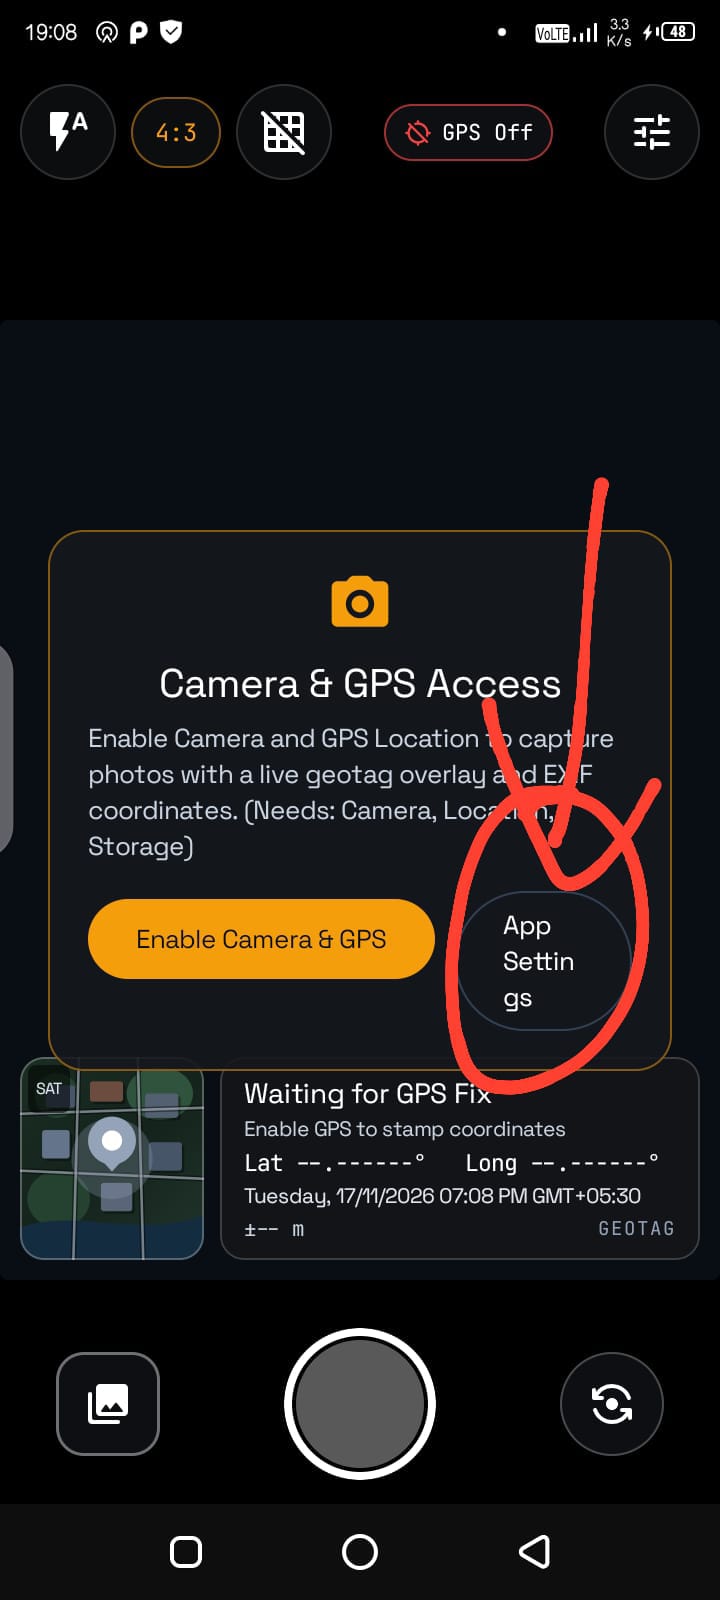 19:08
VoLTE
3.3
K/s
48
A
4:3
GPS Off
Camera & GPS Access
Enable Camera and GPS Location to capture
photos with a live geotag overlay and EXIF
coordinates. (Needs: Camera, Location,
Storage)
Enable Camera & GPS
App
Settin
gs
SAT
Waiting for GPS Fix
Enable GPS to stamp coordinates
Lat --.------° Long --.------°
Tuesday, 17/11/2026 07:08 PM GMT+05:30
±-- m
GEOTAG